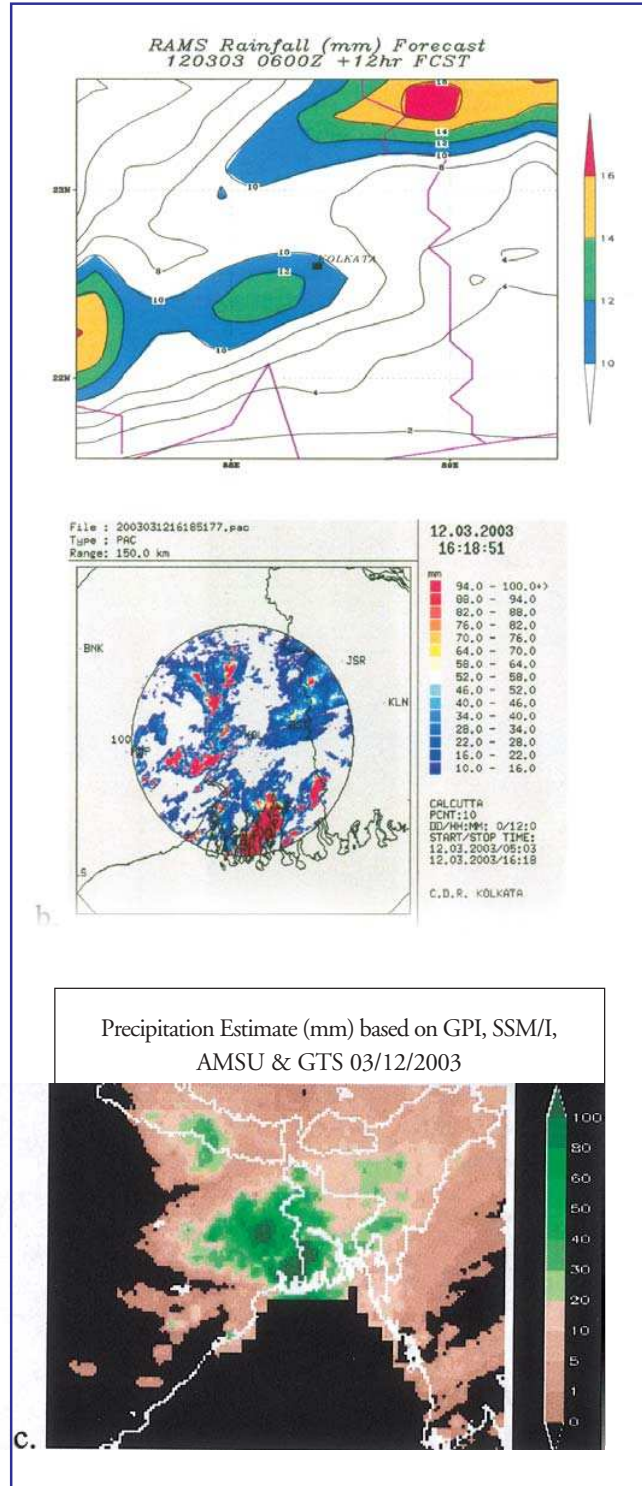 RAMS Rainfall (mm) Forecast
120303 0600Z +12hr FCST
16
14
12
10
8
23N
10
10
8
KOLKATA
12
10
4
4
10
22N
4
2
88E
89E
16
14
12
10
File : 2003031216185177.pac
Type : PAC
Range: 150.0 km
12.03.2003
16:18:51
mm
94.0 - 100.0+>
88.0 - 94.0
82.0 - 88.0
76.0 - 82.0
70.0 - 76.0
64.0 - 70.0
58.0 - 64.0
52.0 - 58.0
46.0 - 52.0
40.0 - 46.0
34.0 - 40.0
28.0 - 34.0
22.0 - 28.0
16.0 - 22.0
10.0 - 16.0
BNK
JSR
KLN
100
CALCUTTA
PCNT:10
DD/HH:MM: 0/12:0
START/STOP TIME:
12.03.2003/05:03
12.03.2003/16:18
C.D.R. KOLKATA
b.
Precipitation Estimate (mm) based on GPI, SSM/I,
AMSU & GTS 03/12/2003
100
80
60
50
40
30
20
10
5
1
0
c.